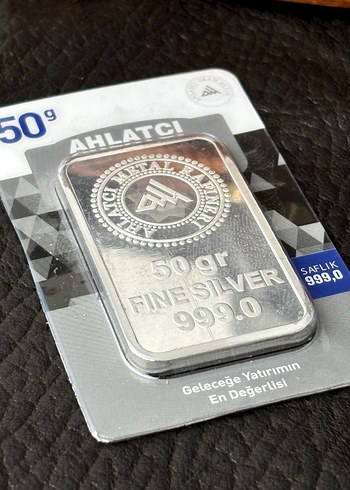 50g
AHLATCI
AHLATCI METAL RAFİNERİ
50gr
FINE SILVER
999.0
SAFLIK
999,0
Geleceğe Yatırımın
En Değerlisi